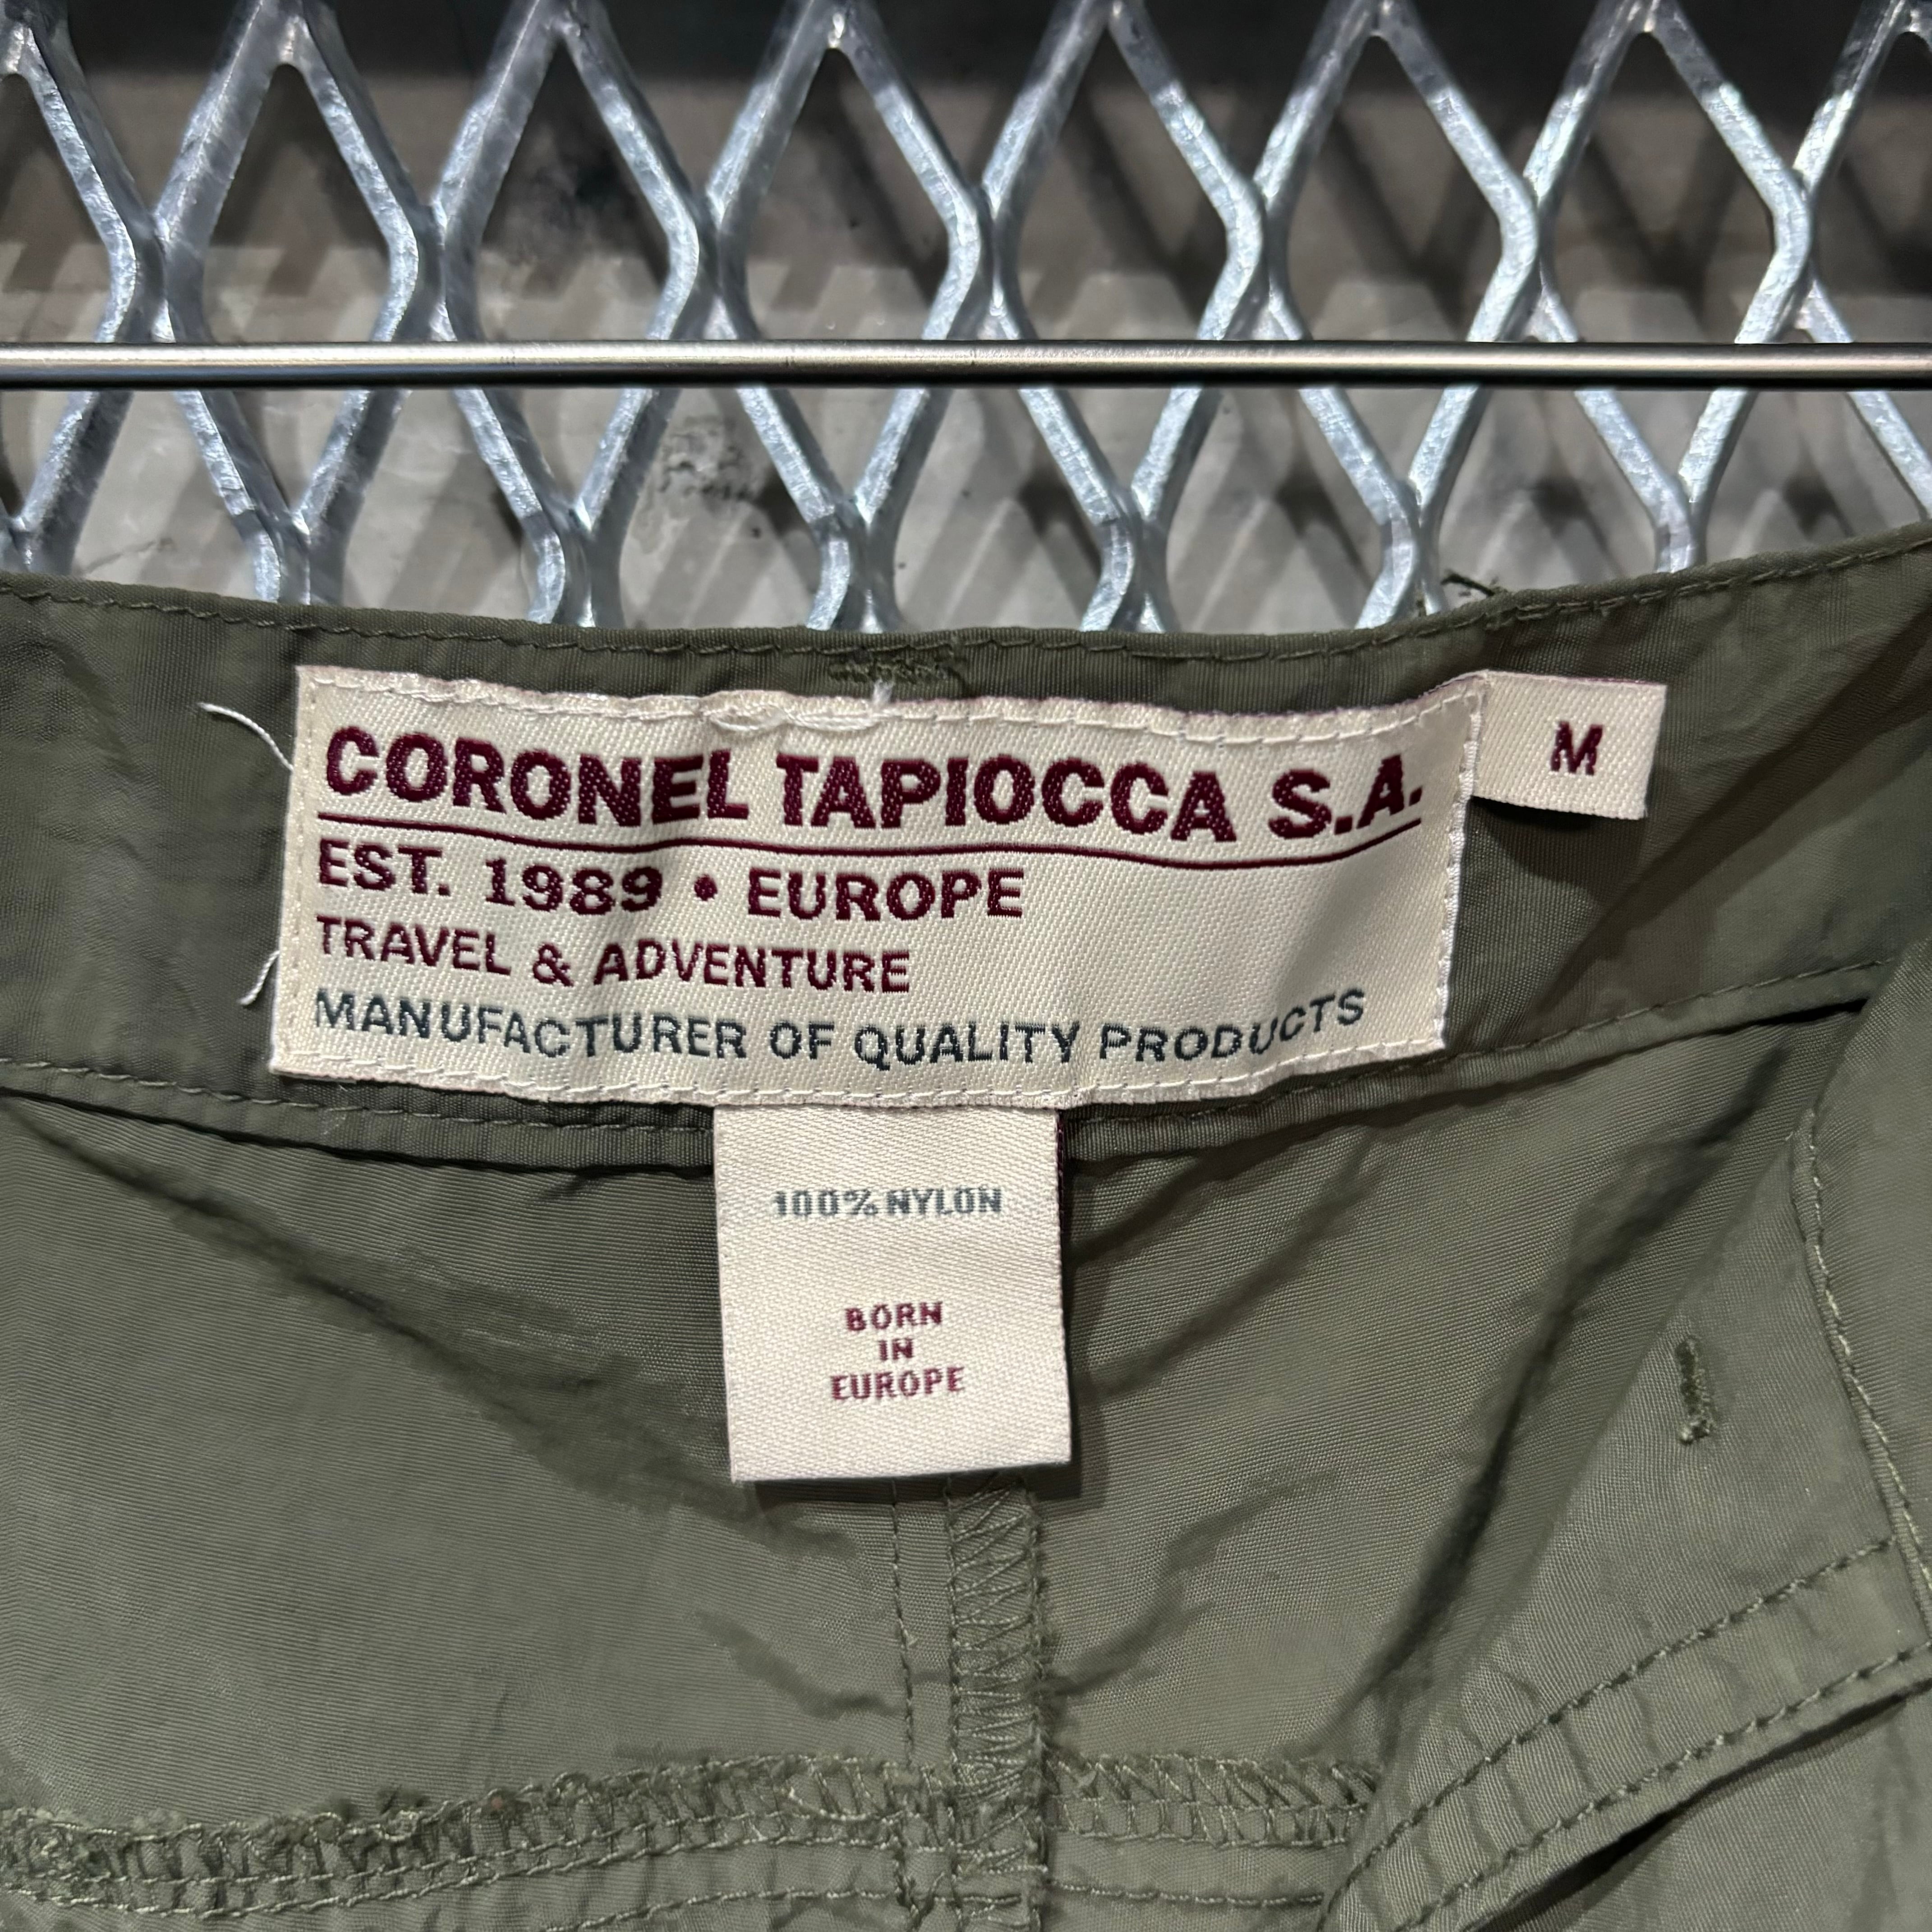 CORONEL TAPIOCCA S.A.
M
EST. 1989 • EUROPE
TRAVEL & ADVENTURE
MANUFACTURER OF QUALITY PRODUCTS
100% NYLON
BORN
IN
EUROPE